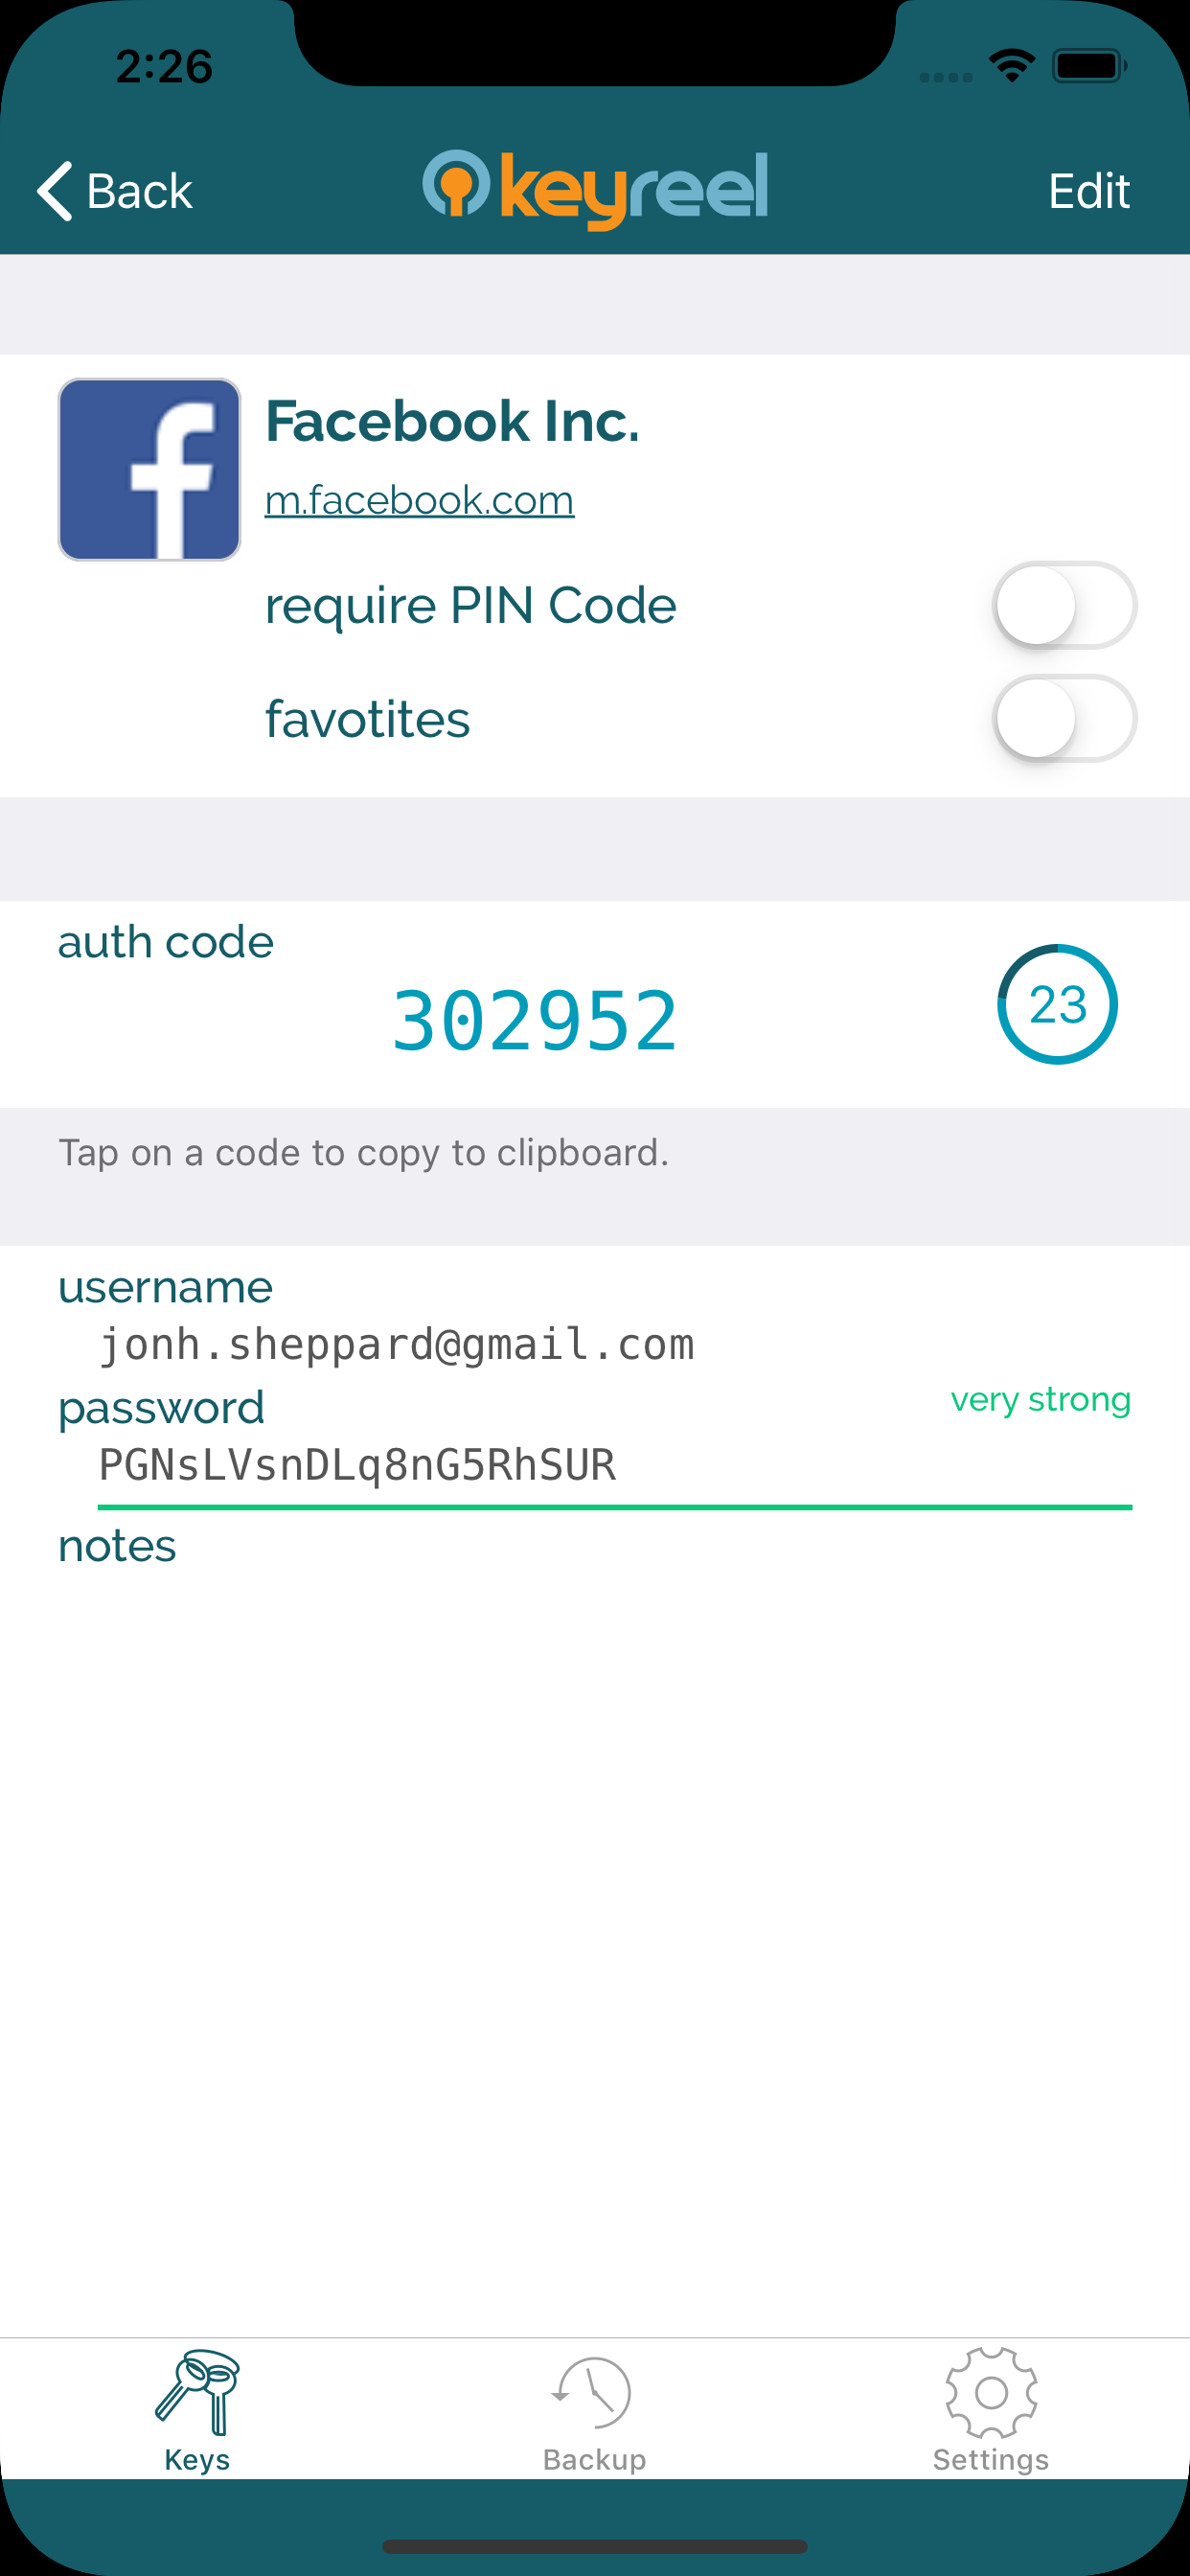 2:26
Back
keyreel
Edit
Facebook Inc.
m.facebook.com
require PIN Code
favotites
auth code
302952
23
Tap on a code to copy to clipboard.
username
jonh.sheppard@gmail.com
password
very strong
PGNsLVsnDLq8nG5RhSUR
notes
Keys
Backup
Settings